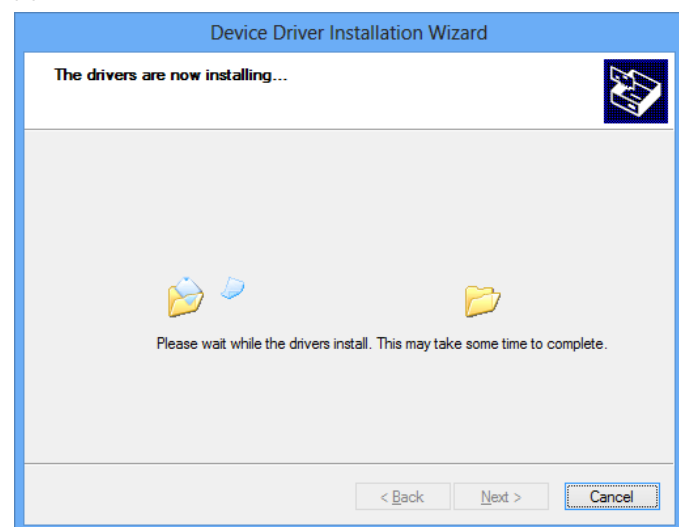 Device Driver Installation Wizard
The drivers are now installing...
Please wait while the drivers install. This may take some time to complete.
< Back
Next >
Cancel